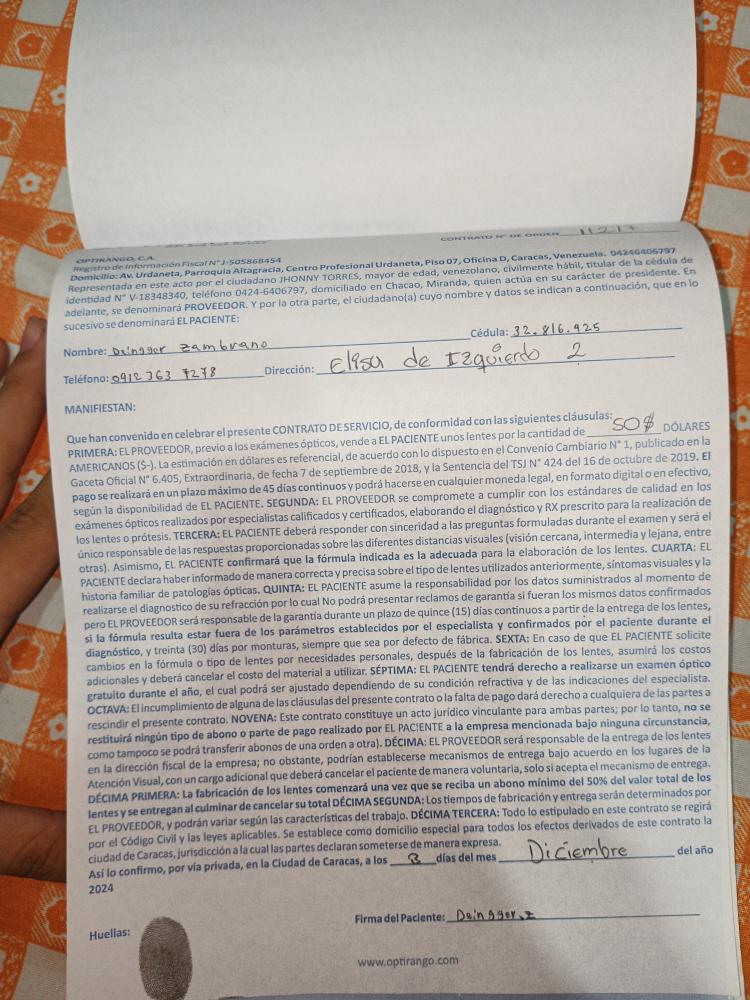 CONTRATO N° DE ORDEN
OPTIRANGO, C.A.
Registro de Información Fiscal N° J-505868454
Domicilio: Av. Urdaneta, Parroquia Altagracia, Centro Profesional Urdaneta, Piso 07, Oficina D, Caracas, Venezuela. 04246406797
Representada en este acto por el ciudadano JHONNY TORRES, mayor de edad, venezolano, civilmente hábil, titular de la cédula de
identidad N° V-18348340, teléfono 0424-6406797, domiciliado en Chacao, Miranda, quien actúa en su carácter de presidente. En
adelante, se denominará PROVEEDOR. Y por la otra parte, el ciudadano(a) cuyo nombre y datos se indican a continuación, que en lo
sucesivo se denominará EL PACIENTE:
Nombre: Deingger Zambrano Cédula: 32.816.925
Teléfono: 0912 363 7278 Dirección: Elisa de Izquierdo 2
MANIFIESTAN:
Que han convenido en celebrar el presente CONTRATO DE SERVICIO, de conformidad con las siguientes cláusulas:
PRIMERA: EL PROVEEDOR, previo a los exámenes ópticos, vende a EL PACIENTE unos lentes por la cantidad de 50$ DÓLARES
AMERICANOS ($-). La estimación en dólares es referencial, de acuerdo con lo dispuesto en el Convenio Cambiario N° 1, publicado en la
Gaceta Oficial N° 6.405, Extraordinaria, de fecha 7 de septiembre de 2018, y la Sentencia del TSJ N° 424 del 16 de octubre de 2019. El
pago se realizará en un plazo máximo de 45 días continuos y podrá hacerse en cualquier moneda legal, en formato digital o en efectivo,
según la disponibilidad de EL PACIENTE. SEGUNDA: EL PROVEEDOR se compromete a cumplir con los estándares de calidad en los
exámenes ópticos realizados por especialistas calificados y certificados, elaborando el diagnóstico y RX prescrito para la realización de
los lentes o prótesis. TERCERA: EL PACIENTE deberá responder con sinceridad a las preguntas formuladas durante el examen y será el
único responsable de las respuestas proporcionadas sobre las diferentes distancias visuales (visión cercana, intermedia y lejana, entre
otras). Asimismo, EL PACIENTE confirmará que la fórmula indicada es la adecuada para la elaboración de los lentes. CUARTA: EL
PACIENTE declara haber informado de manera correcta y precisa sobre el tipo de lentes utilizados anteriormente, síntomas visuales y la
historia familiar de patologías ópticas. QUINTA: EL PACIENTE asume la responsabilidad por los datos suministrados al momento de
realizarse el diagnostico de su refracción por lo cual No podrá presentar reclamos de garantía si fueran los mismos datos confirmados
pero EL PROVEEDOR será responsable de la garantía durante un plazo de quince (15) días continuos a partir de la entrega de los lentes,
si la fórmula resulta estar fuera de los parámetros establecidos por el especialista y confirmados por el paciente durante el
diagnóstico, y treinta (30) días por monturas, siempre que sea por defecto de fábrica. SEXTA: En caso de que EL PACIENTE solicite
cambios en la fórmula o tipo de lentes por necesidades personales, después de la fabricación de los lentes, asumirá los costos
adicionales y deberá cancelar el costo del material a utilizar. SÉPTIMA: EL PACIENTE tendrá derecho a realizarse un examen óptico
gratuito durante el año, el cual podrá ser ajustado dependiendo de su condición refractiva y de las indicaciones del especialista.
OCTAVA: El incumplimiento de alguna de las cláusulas del presente contrato o la falta de pago dará derecho a cualquiera de las partes a
rescindir el presente contrato. NOVENA: Este contrato constituye un acto jurídico vinculante para ambas partes; por lo tanto, no se
restituirá ningún tipo de abono o parte de pago realizado por EL PACIENTE a la empresa mencionada bajo ninguna circunstancia,
como tampoco se podrá transferir abonos de una orden a otra). DÉCIMA: EL PROVEEDOR será responsable de la entrega de los lentes
en la dirección fiscal de la empresa; no obstante, podrían establecerse mecanismos de entrega bajo acuerdo en los lugares de la
Atención Visual, con un cargo adicional que deberá cancelar el paciente de manera voluntaria, solo si acepta el mecanismo de entrega.
DÉCIMA PRIMERA: La fabricación de los lentes comenzará una vez que se reciba un abono mínimo del 50% del valor total de los
lentes y se entregan al culminar de cancelar su total DÉCIMA SEGUNDA: Los tiempos de fabricación y entrega serán determinados por
EL PROVEEDOR, y podrán variar según las características del trabajo. DÉCIMA TERCERA: Todo lo estipulado en este contrato se regirá
por el Código Civil y las leyes aplicables. Se establece como domicilio especial para todos los efectos derivados de este contrato la
ciudad de Caracas, jurisdicción a la cual las partes declaran someterse de manera expresa.
Así lo confirmo, por vía privada, en la Ciudad de Caracas, a los 3 días del mes Diciembre del año
2024
Firma del Paciente: Deingger.z
Huellas:
www.optirango.com